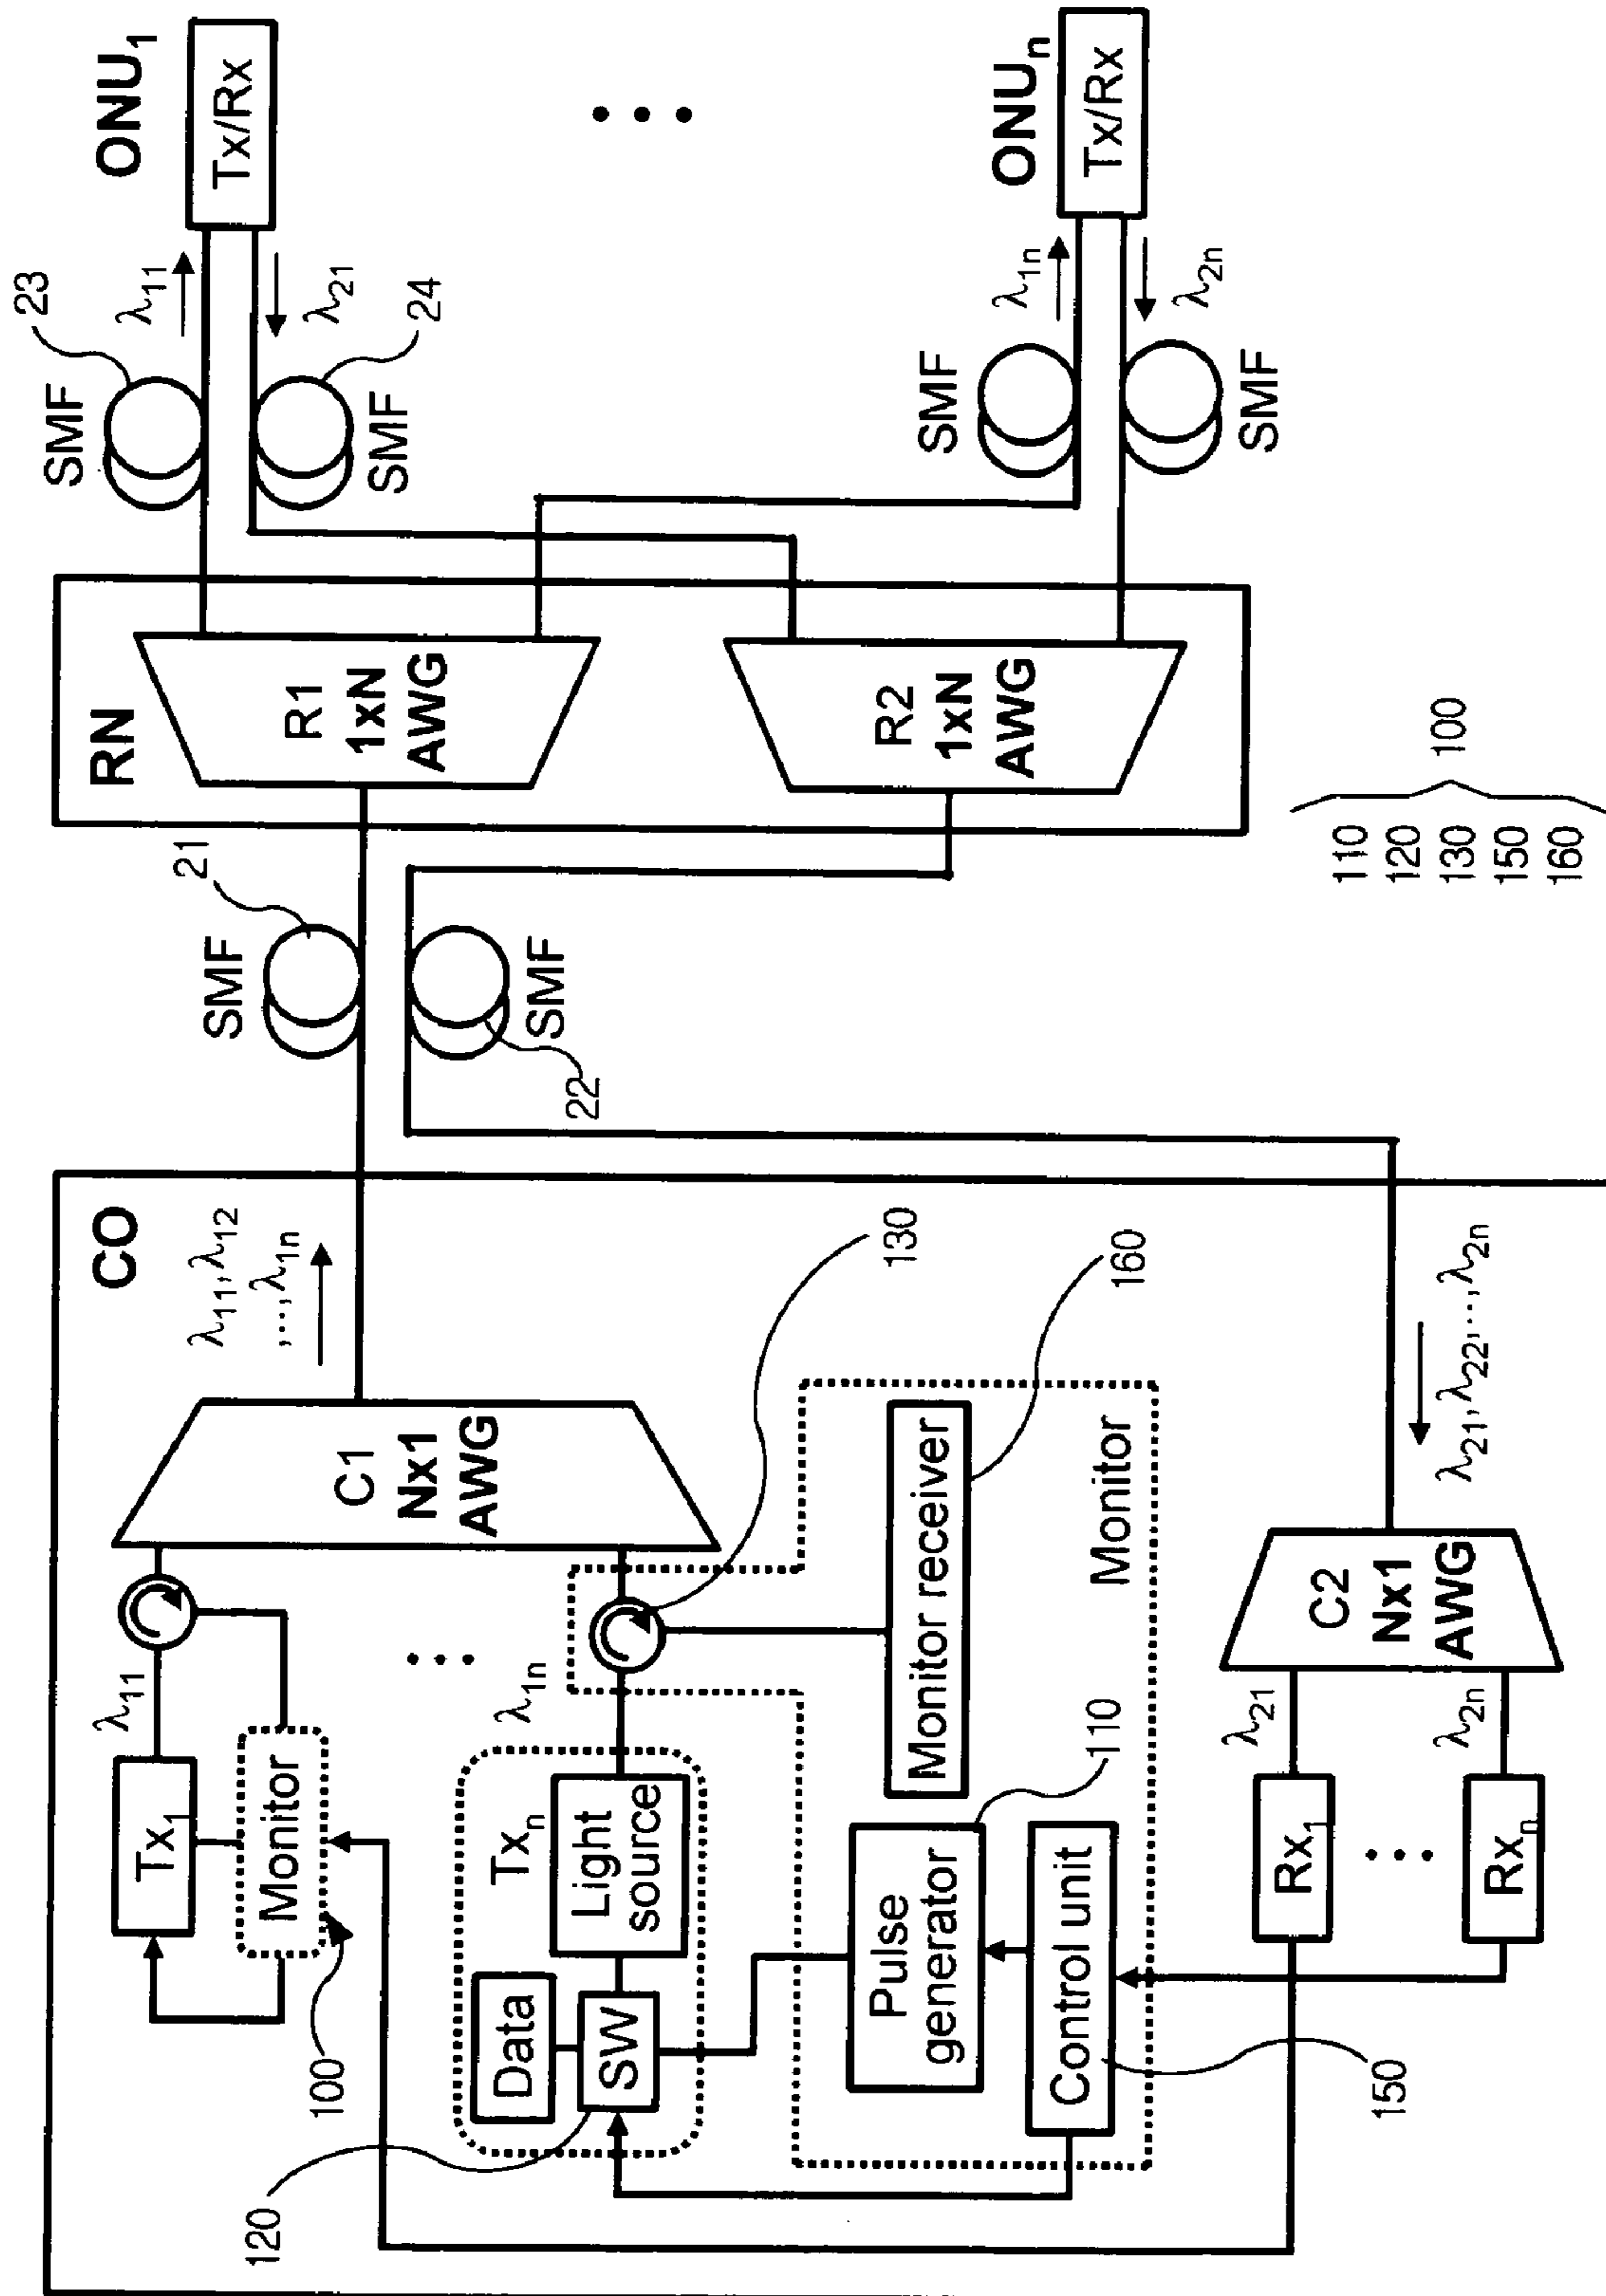 CO
λ11
Tx1
Monitor
100
λ11,λ12
,...,λ1n
C1
Nx1
AWG
120
Data
SW
Txn
Light
source
λ1n
130
Pulse
generator
110
Monitor receiver
160
Control unit
150
Monitor
Rx1
λ21
Rxn
λ2n
C2
Nx1
AWG
λ21,λ22,...,λ2n
SMF
21
SMF
22
RN
R1
1xN
AWG
R2
1xN
AWG
SMF
23
SMF
24
λ11
λ21
ONU1
Tx/Rx
SMF
SMF
λ1n
λ2n
ONUn
Tx/Rx
110
120
130
150
160
100